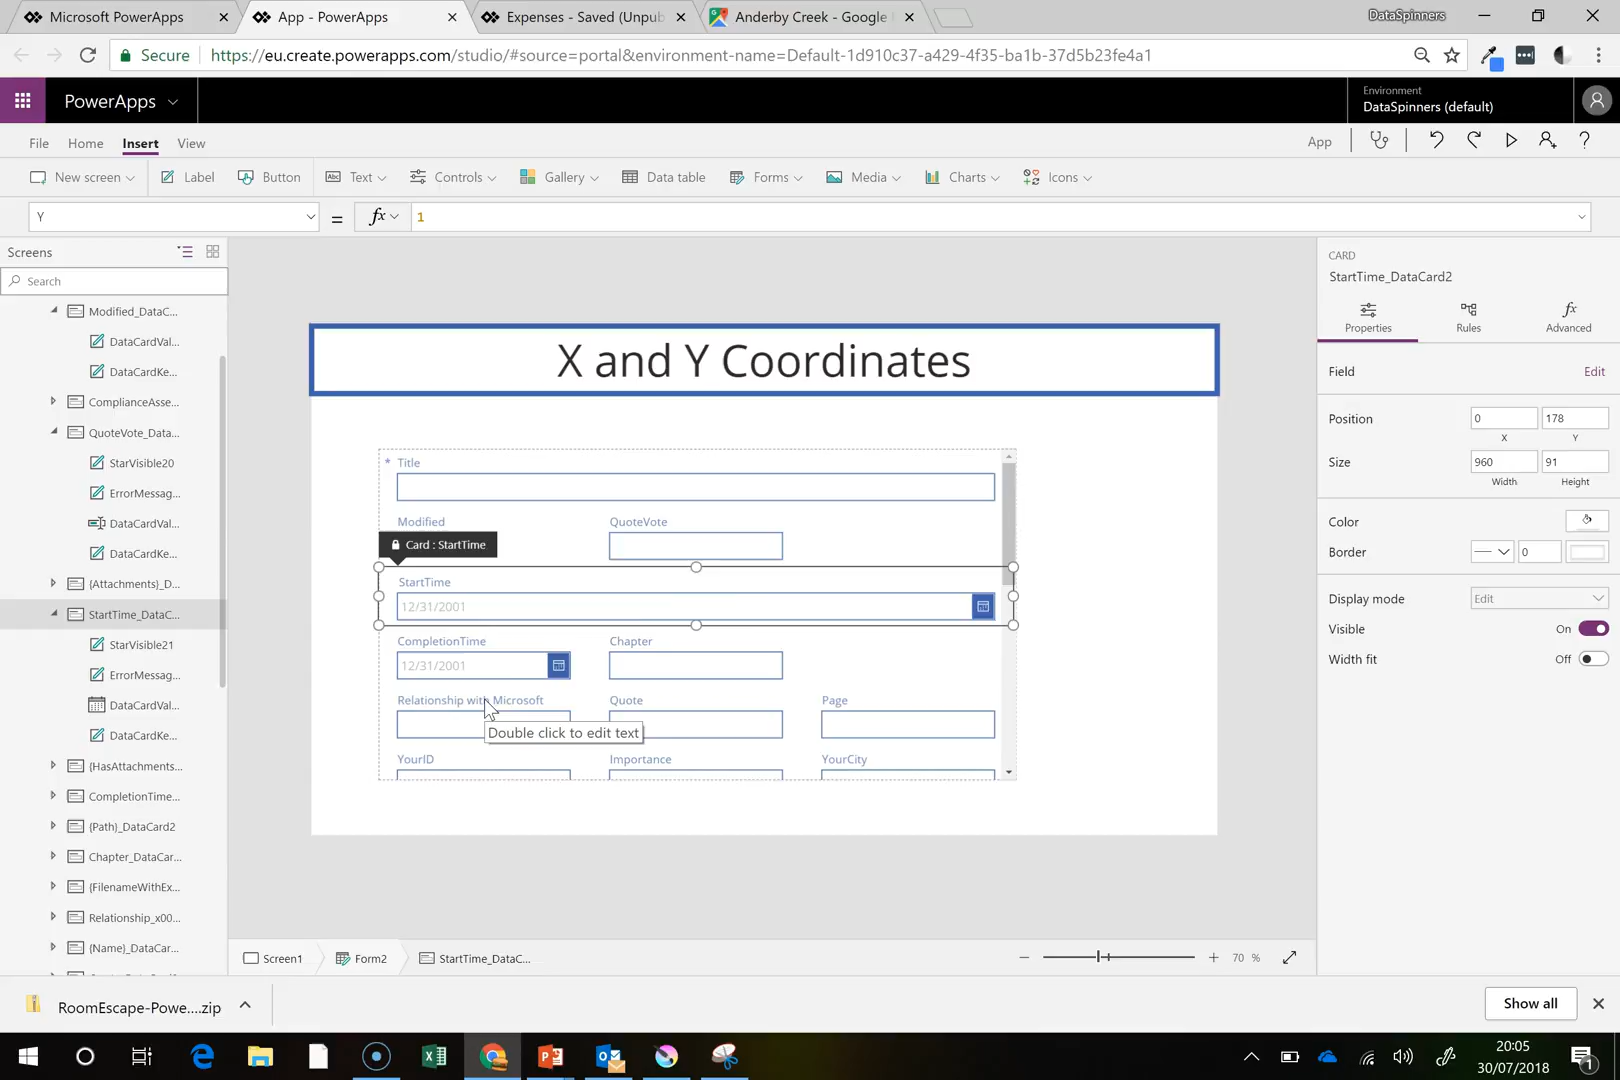 Microsoft PowerApps
App - PowerApps
Expenses - Saved (Unpub
Anderby Creek - Google
DataSpinners
Secure
https://eu.create.powerapps.com/studio/#source=portal&environment-name=Default-1d910c37-a429-4f35-ba1b-37d5b23fe4a1
PowerApps
Environment
DataSpinners (default)
File
Home
Insert
View
App
New screen
Label
Button
Text
Controls
Gallery
Data table
Forms
Media
Charts
Icons
Y
=
fx
1
Screens
Search
Modified_DataC...
DataCardVal...
DataCardKe...
ComplianceAsse...
QuoteVote_Data...
StarVisible20
ErrorMessag...
DataCardVal...
DataCardKe...
{Attachments}_D...
StartTime_DataC...
StarVisible21
ErrorMessag...
DataCardVal...
DataCardKe...
{HasAttachments...
CompletionTime...
{Path}_DataCard2
Chapter_DataCar...
{FilenameWithEx...
Relationship_x00...
{Name}_DataCar...
X and Y Coordinates
* Title
Modified
QuoteVote
Card : StartTime
StartTime
12/31/2001
CompletionTime
Chapter
12/31/2001
Relationship with Microsoft
Quote
Page
Double click to edit text
YourID
Importance
YourCity
CARD
StartTime_DataCard2
Properties
Rules
fx
Advanced
Field
Edit
Position
0
178
X
Y
Size
960
91
Width
Height
Color
Border
0
Display mode
Edit
Visible
On
Width fit
Off
Screen1
Form2
StartTime_DataC...
70 %
RoomEscape-Powe....zip
Show all
20:05
30/07/2018
1